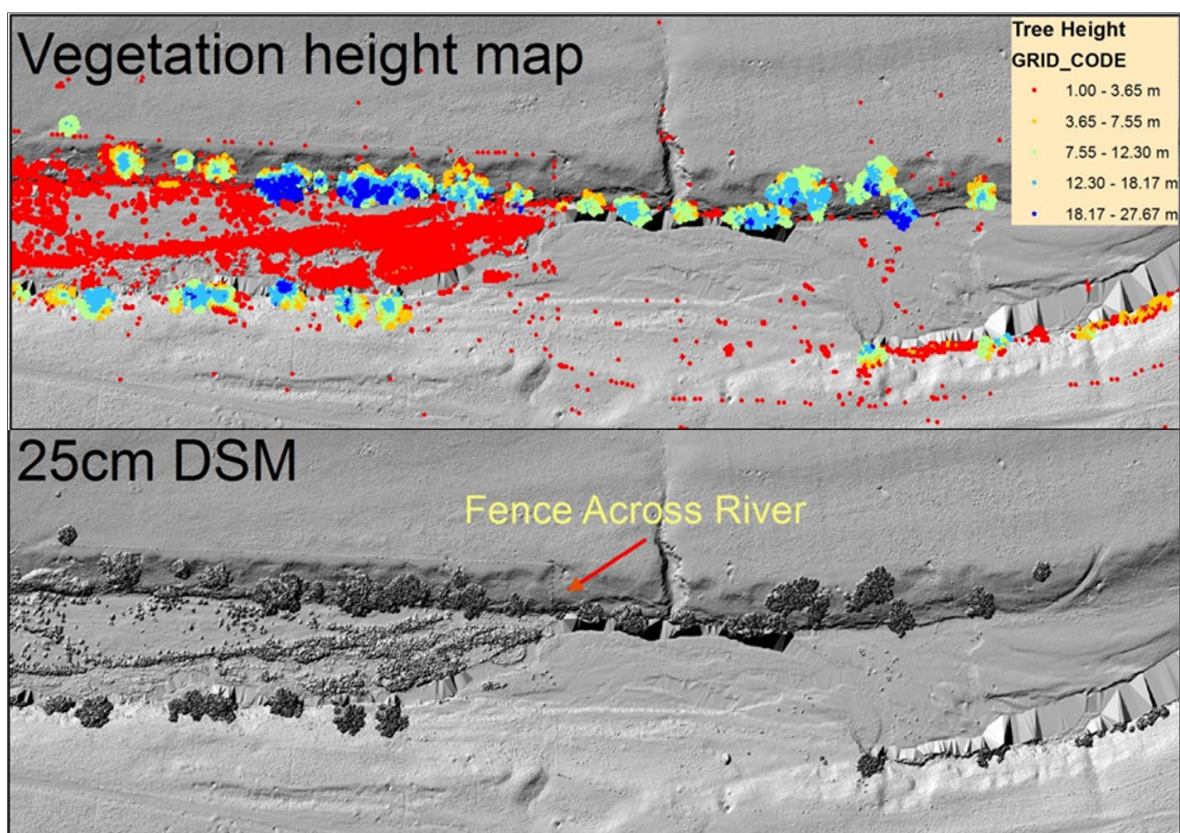 Vegetation height map
Tree Height
GRID_CODE
1.00 - 3.65 m
3.65 - 7.55 m
7.55 - 12.30 m
12.30 - 18.17 m
18.17 - 27.67 m
25cm DSM
Fence Across River